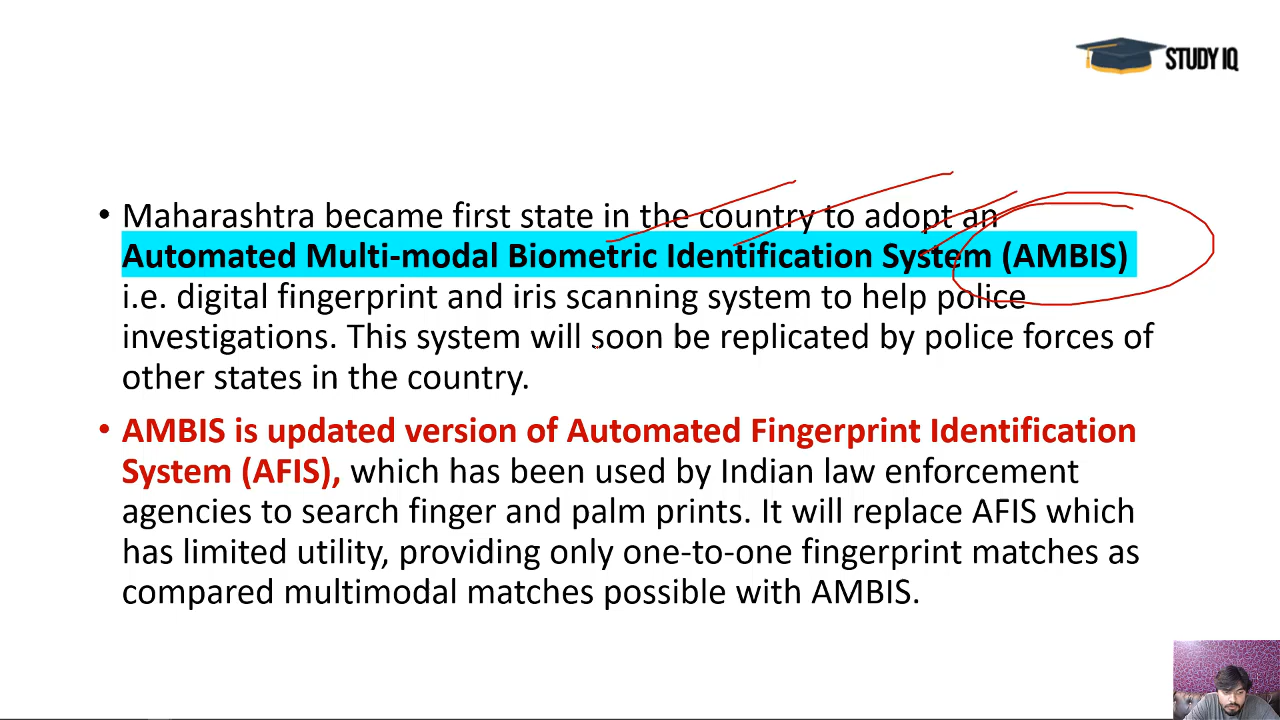 STUDY IQ
• Maharashtra became first state in the country to adopt an
Automated Multi-modal Biometric Identification System (AMBIS)
i.e. digital fingerprint and iris scanning system to help police
investigations. This system will soon be replicated by police forces of
other states in the country.
• AMBIS is updated version of Automated Fingerprint Identification
System (AFIS), which has been used by Indian law enforcement
agencies to search finger and palm prints. It will replace AFIS which
has limited utility, providing only one-to-one fingerprint matches as
compared multimodal matches possible with AMBIS.